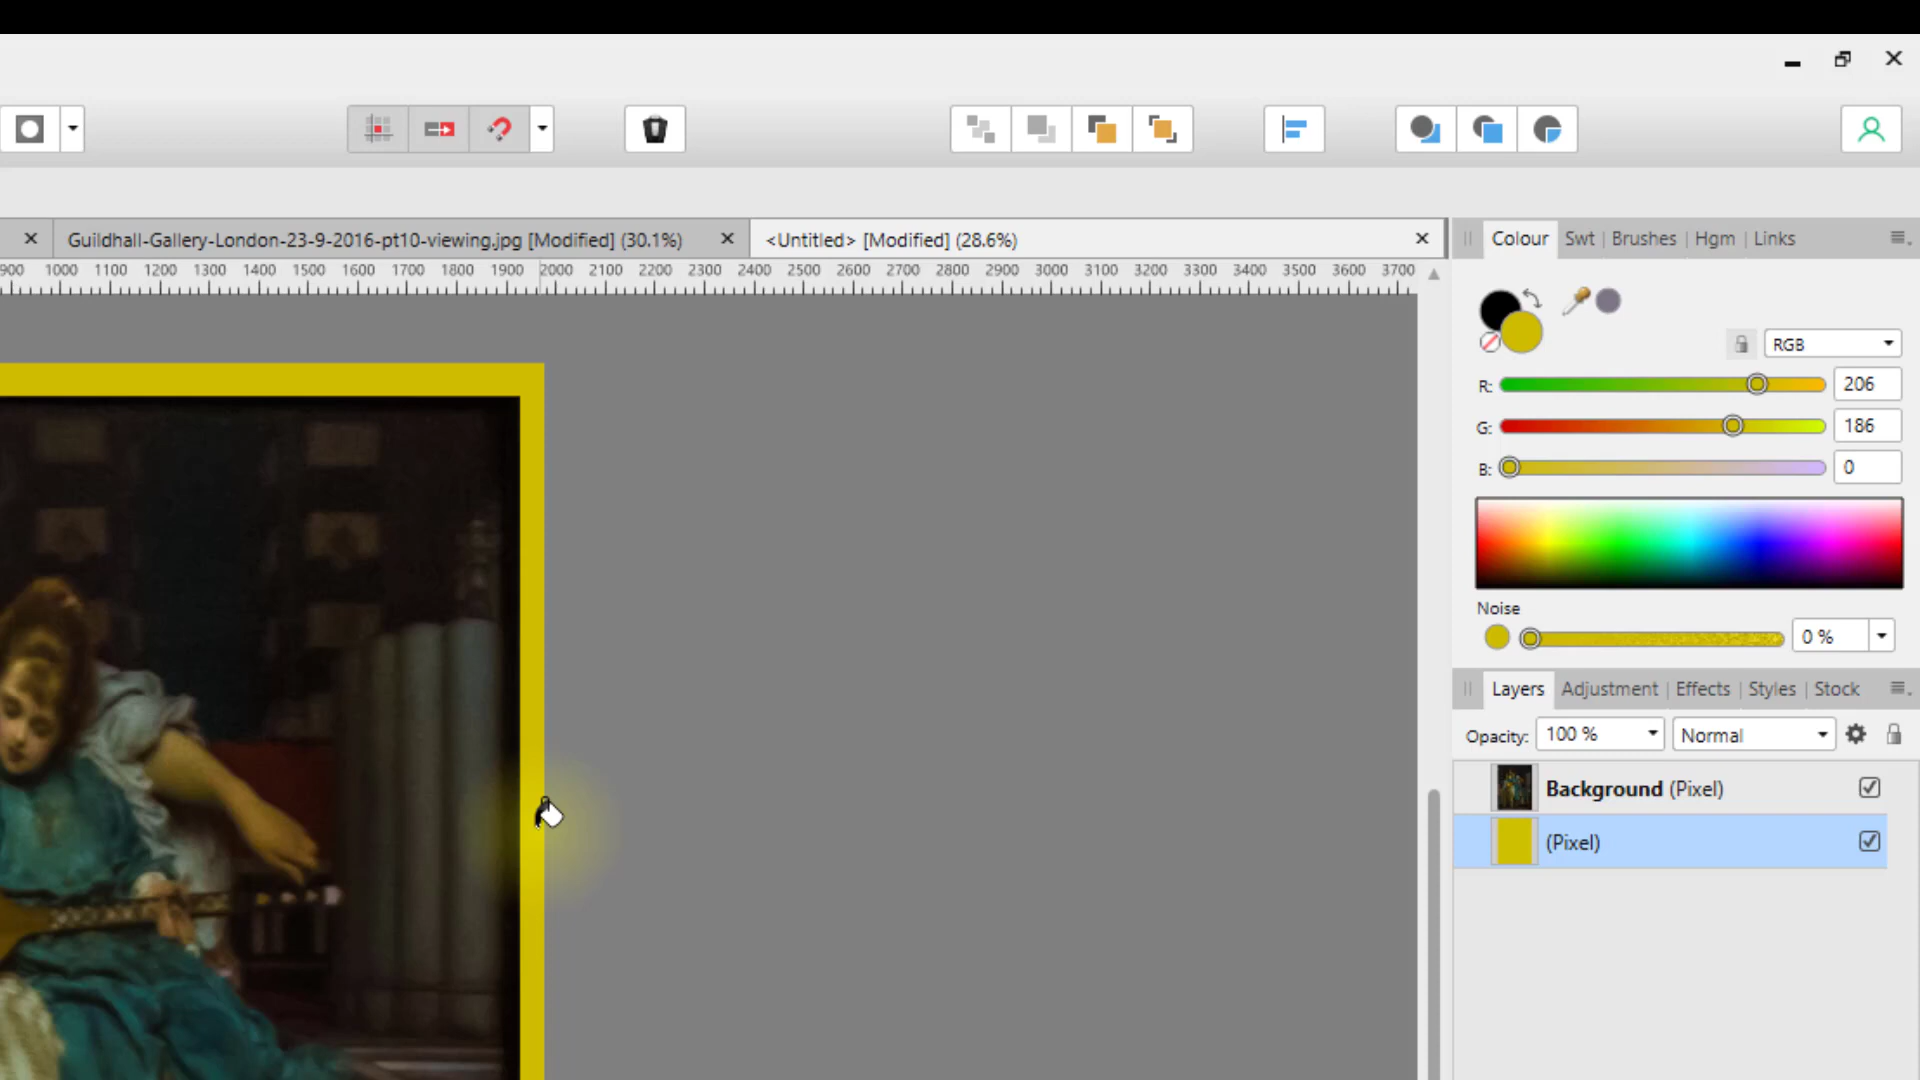 Guildhall-Gallery-London-23-9-2016-pt10-viewing.jpg [Modified] (30.1%)
<Untitled> [Modified] (28.6%)
Colour Swt Brushes Hgm Links
900 1000 1100 1200 1300 1400 1500 1600 1700 1800 1900 2000 2100 2200 2300 2400 2500 2600 2700 2800 2900 3000 3100 3200 3300 3400 3500 3600 3700
RGB
R: 206
G: 186
B: 0
Noise
0 %
Layers Adjustment Effects Styles Stock
Opacity: 100 % Normal
Background (Pixel)
(Pixel)